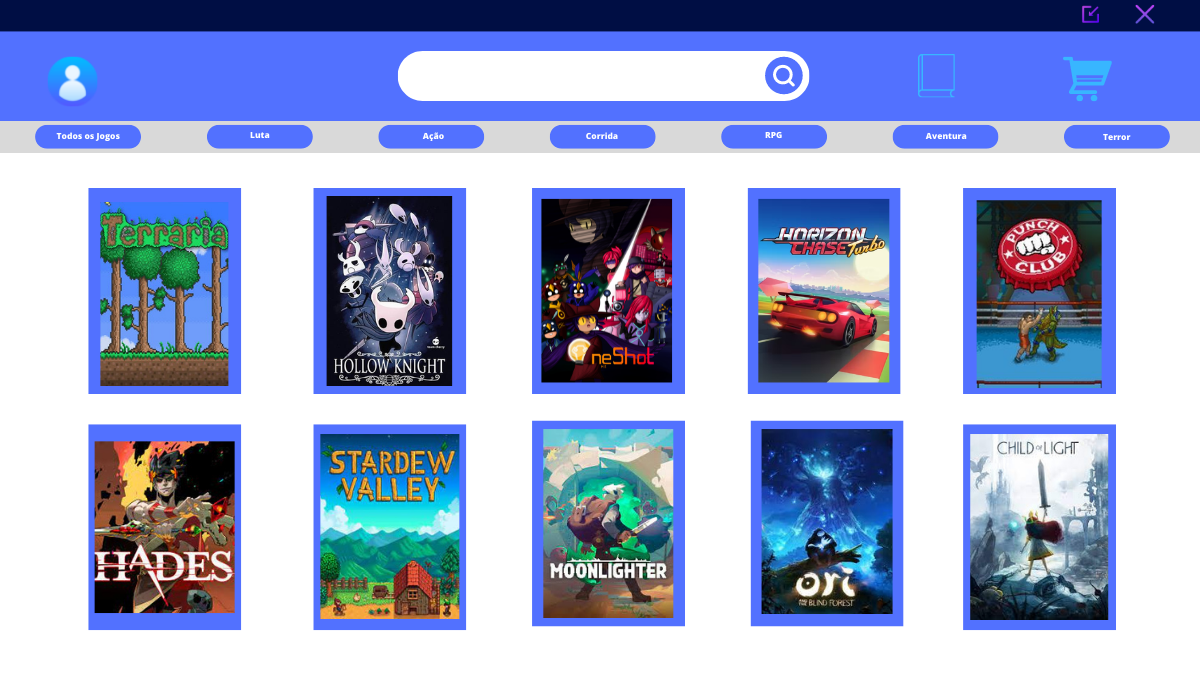 Todos os Jogos
Luta
Ação
Corrida
RPG
Aventura
Terror
Terraria
HOLLOW KNIGHT
OneShot
HORIZON
CHASE Turbo
PUNCH
CLUB
HADES
STARDEW
VALLEY
MOONLIGHTER
ORI
AND THE BLIND FOREST
CHILD OF LIGHT